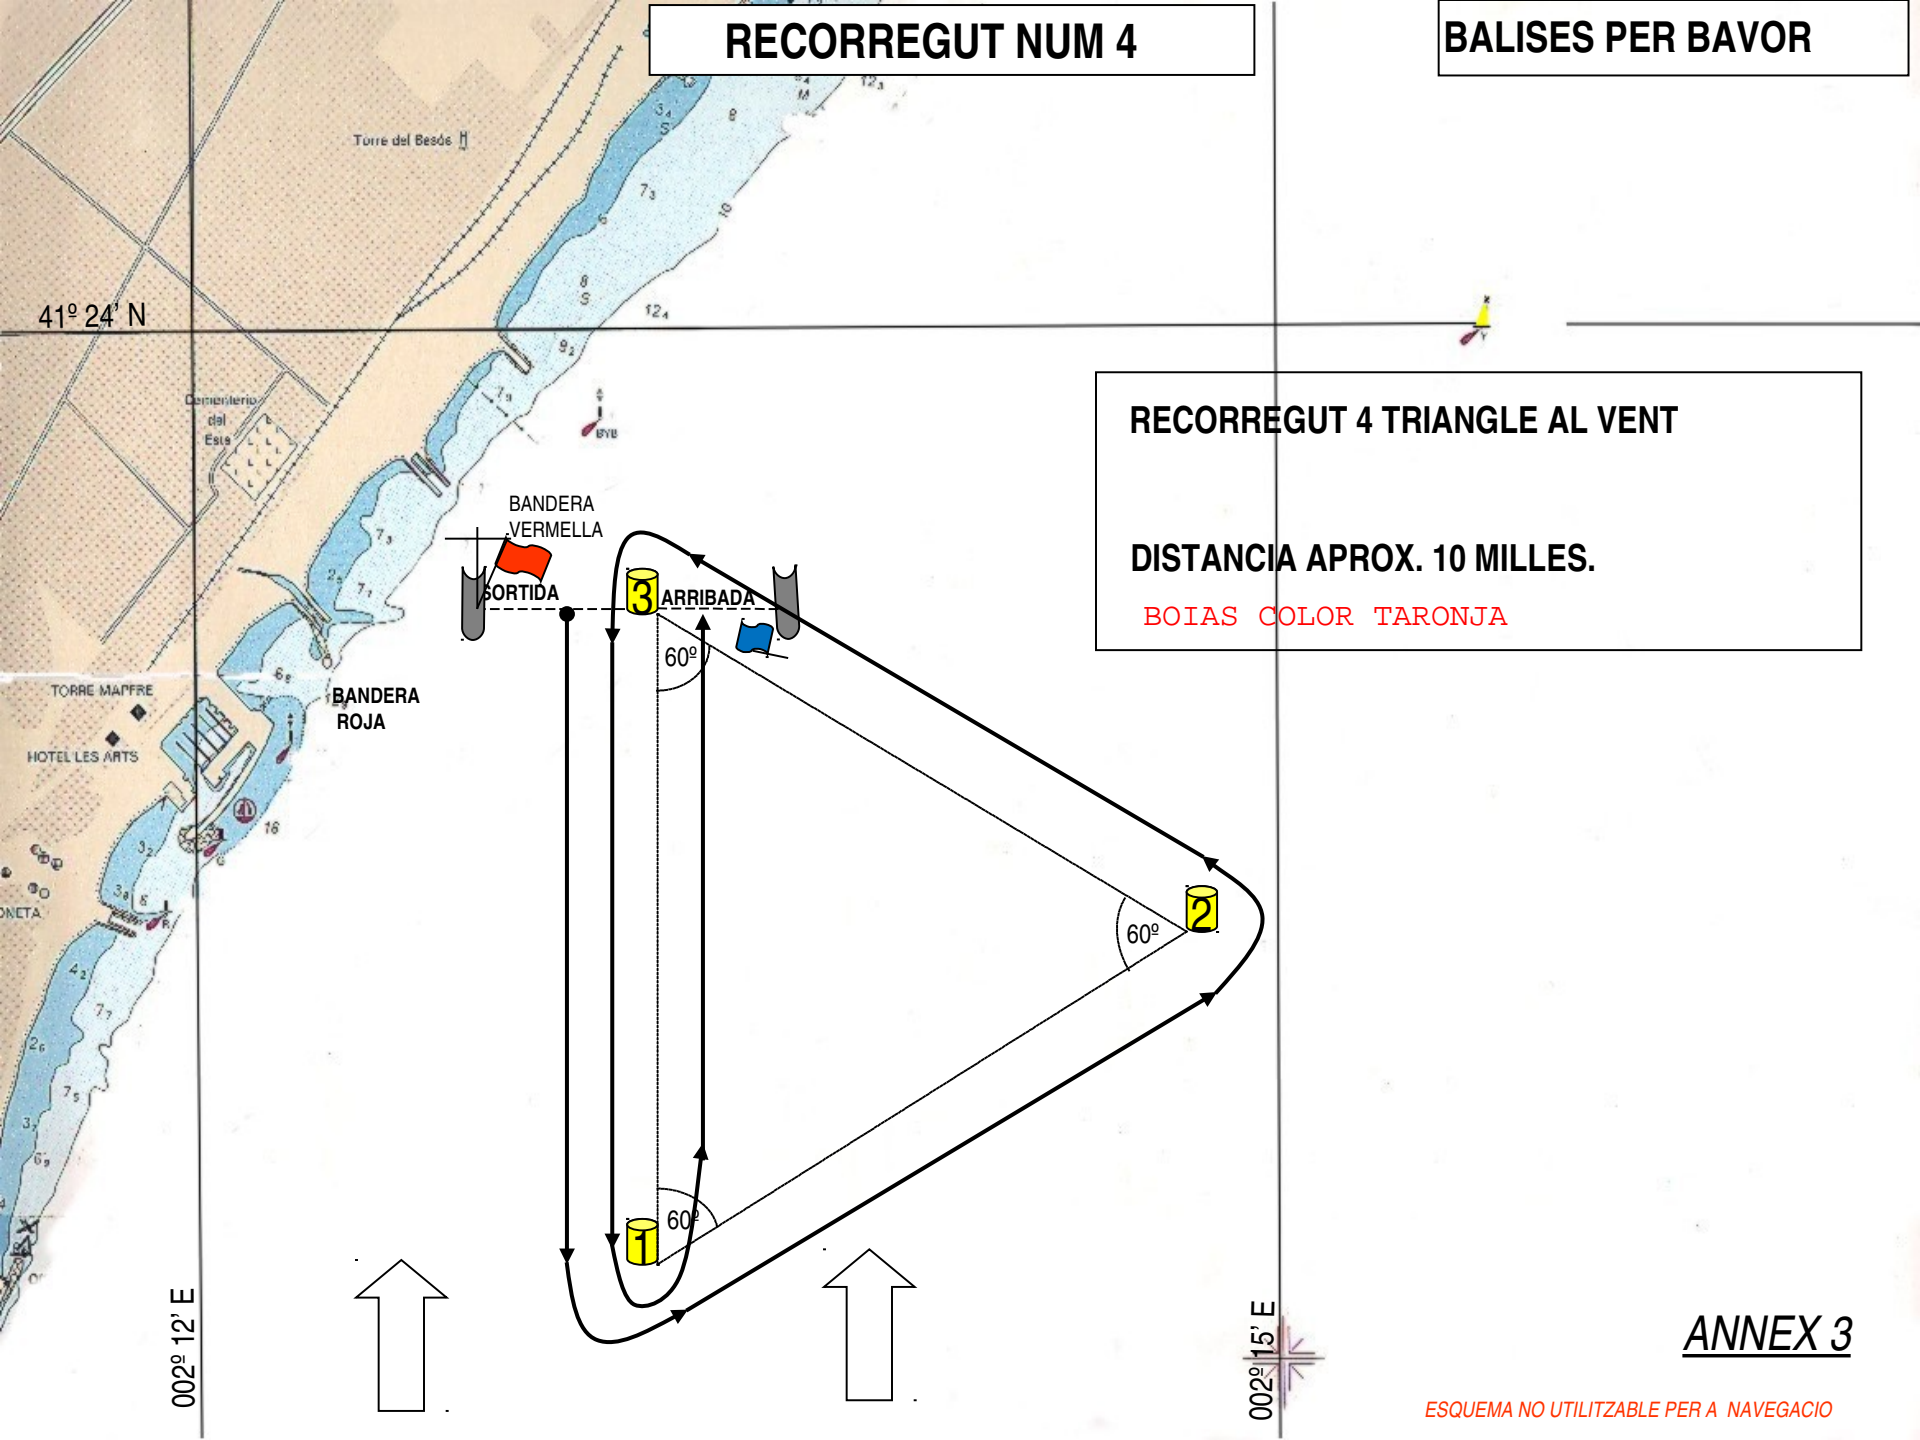 RECORREGUT NUM 4
BALISES PER BAVOR
Torre del Besós
41º 24' N
Cementerio
del
Este
BYB
RECORREGUT 4 TRIANGLE AL VENT
DISTANCIA APROX. 10 MILLES.
BOIAS COLOR TARONJA
BANDERA
VERMELLA
SORTIDA
3
ARRIBADA
60º
BANDERA
ROJA
TORRE MAPFRE
HOTEL LES ARTS
2
60º
1
60º
002º 12' E
002º 15' E
ANNEX 3
ESQUEMA NO UTILITZABLE PER A NAVEGACIO